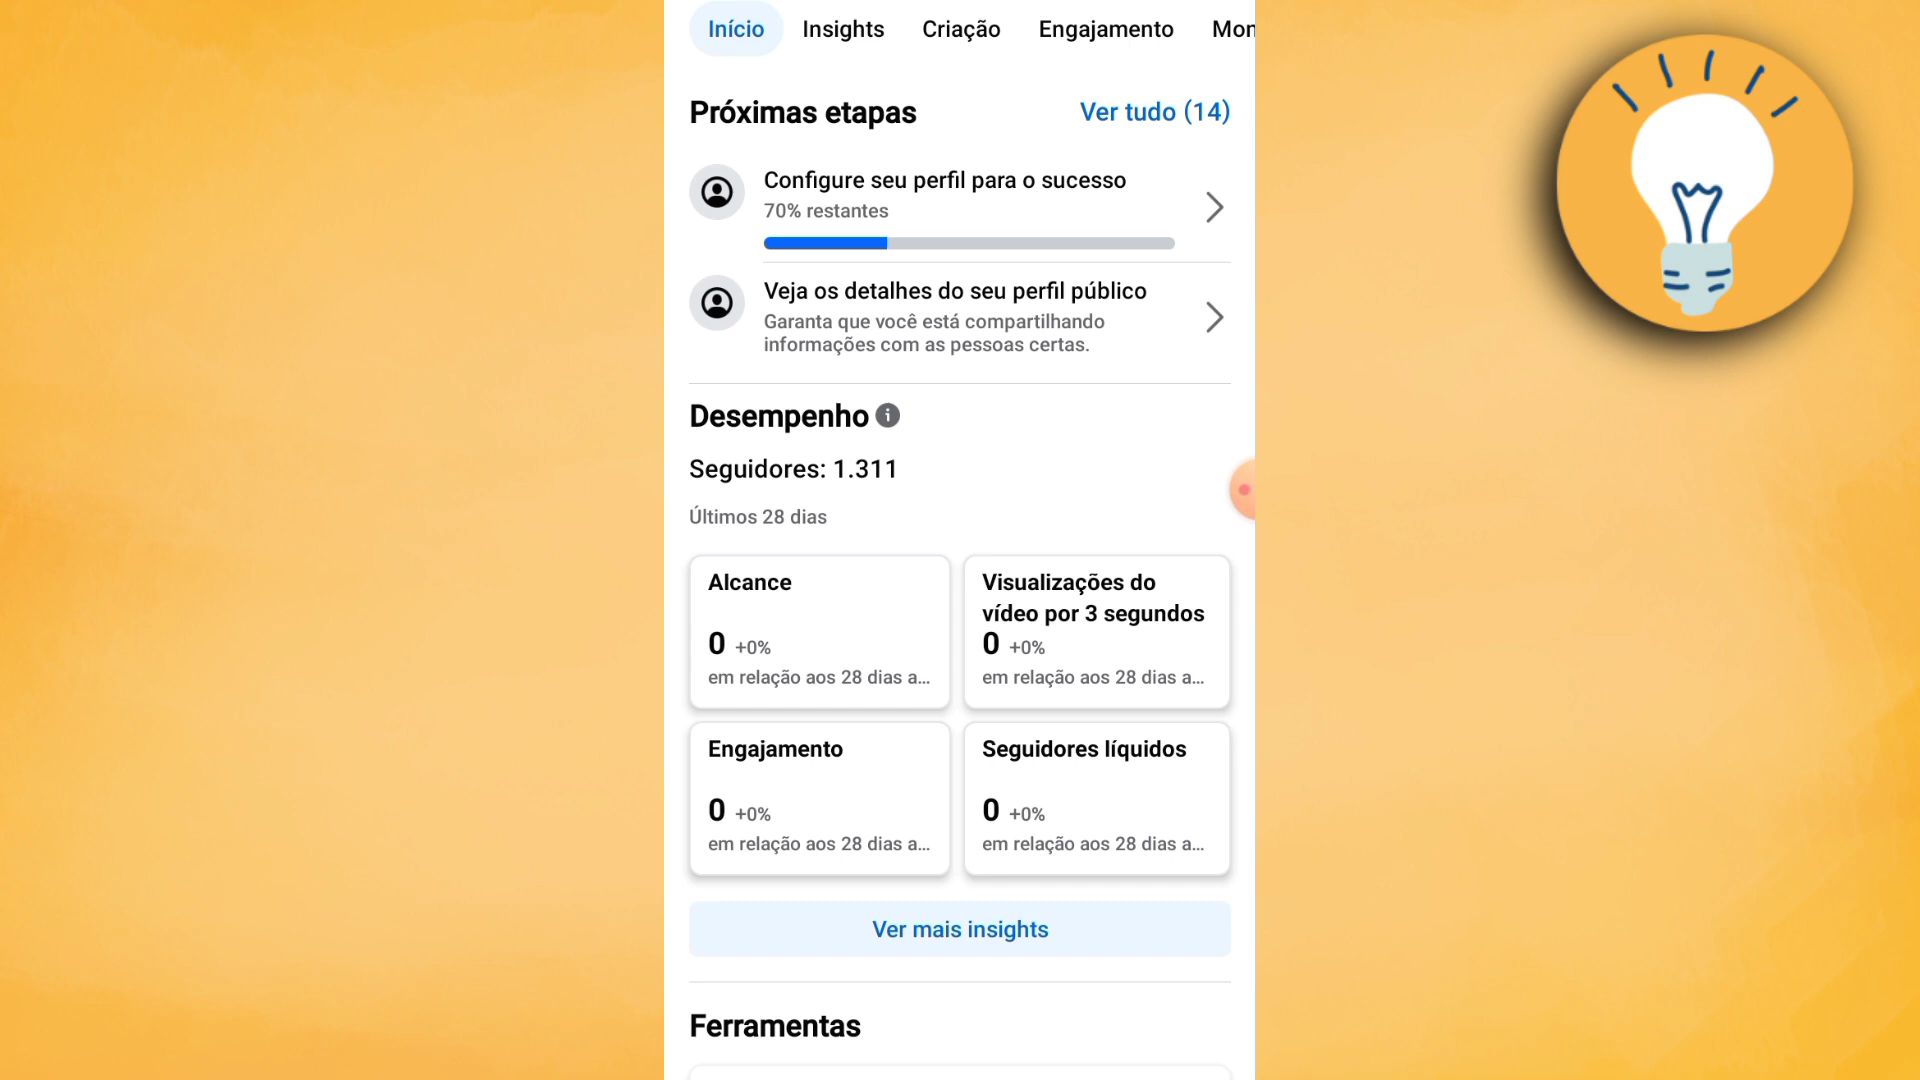 Início Insights Criação Engajamento Mon
Próximas etapas Ver tudo (14)
Configure seu perfil para o sucesso
70% restantes
Veja os detalhes do seu perfil público
Garanta que você está compartilhando
informações com as pessoas certas.
Desempenho
Seguidores: 1.311
Últimos 28 dias
Alcance
0 +0%
em relação aos 28 dias a...
Visualizações do
vídeo por 3 segundos
0 +0%
em relação aos 28 dias a...
Engajamento
0 +0%
em relação aos 28 dias a...
Seguidores líquidos
0 +0%
em relação aos 28 dias a...
Ver mais insights
Ferramentas